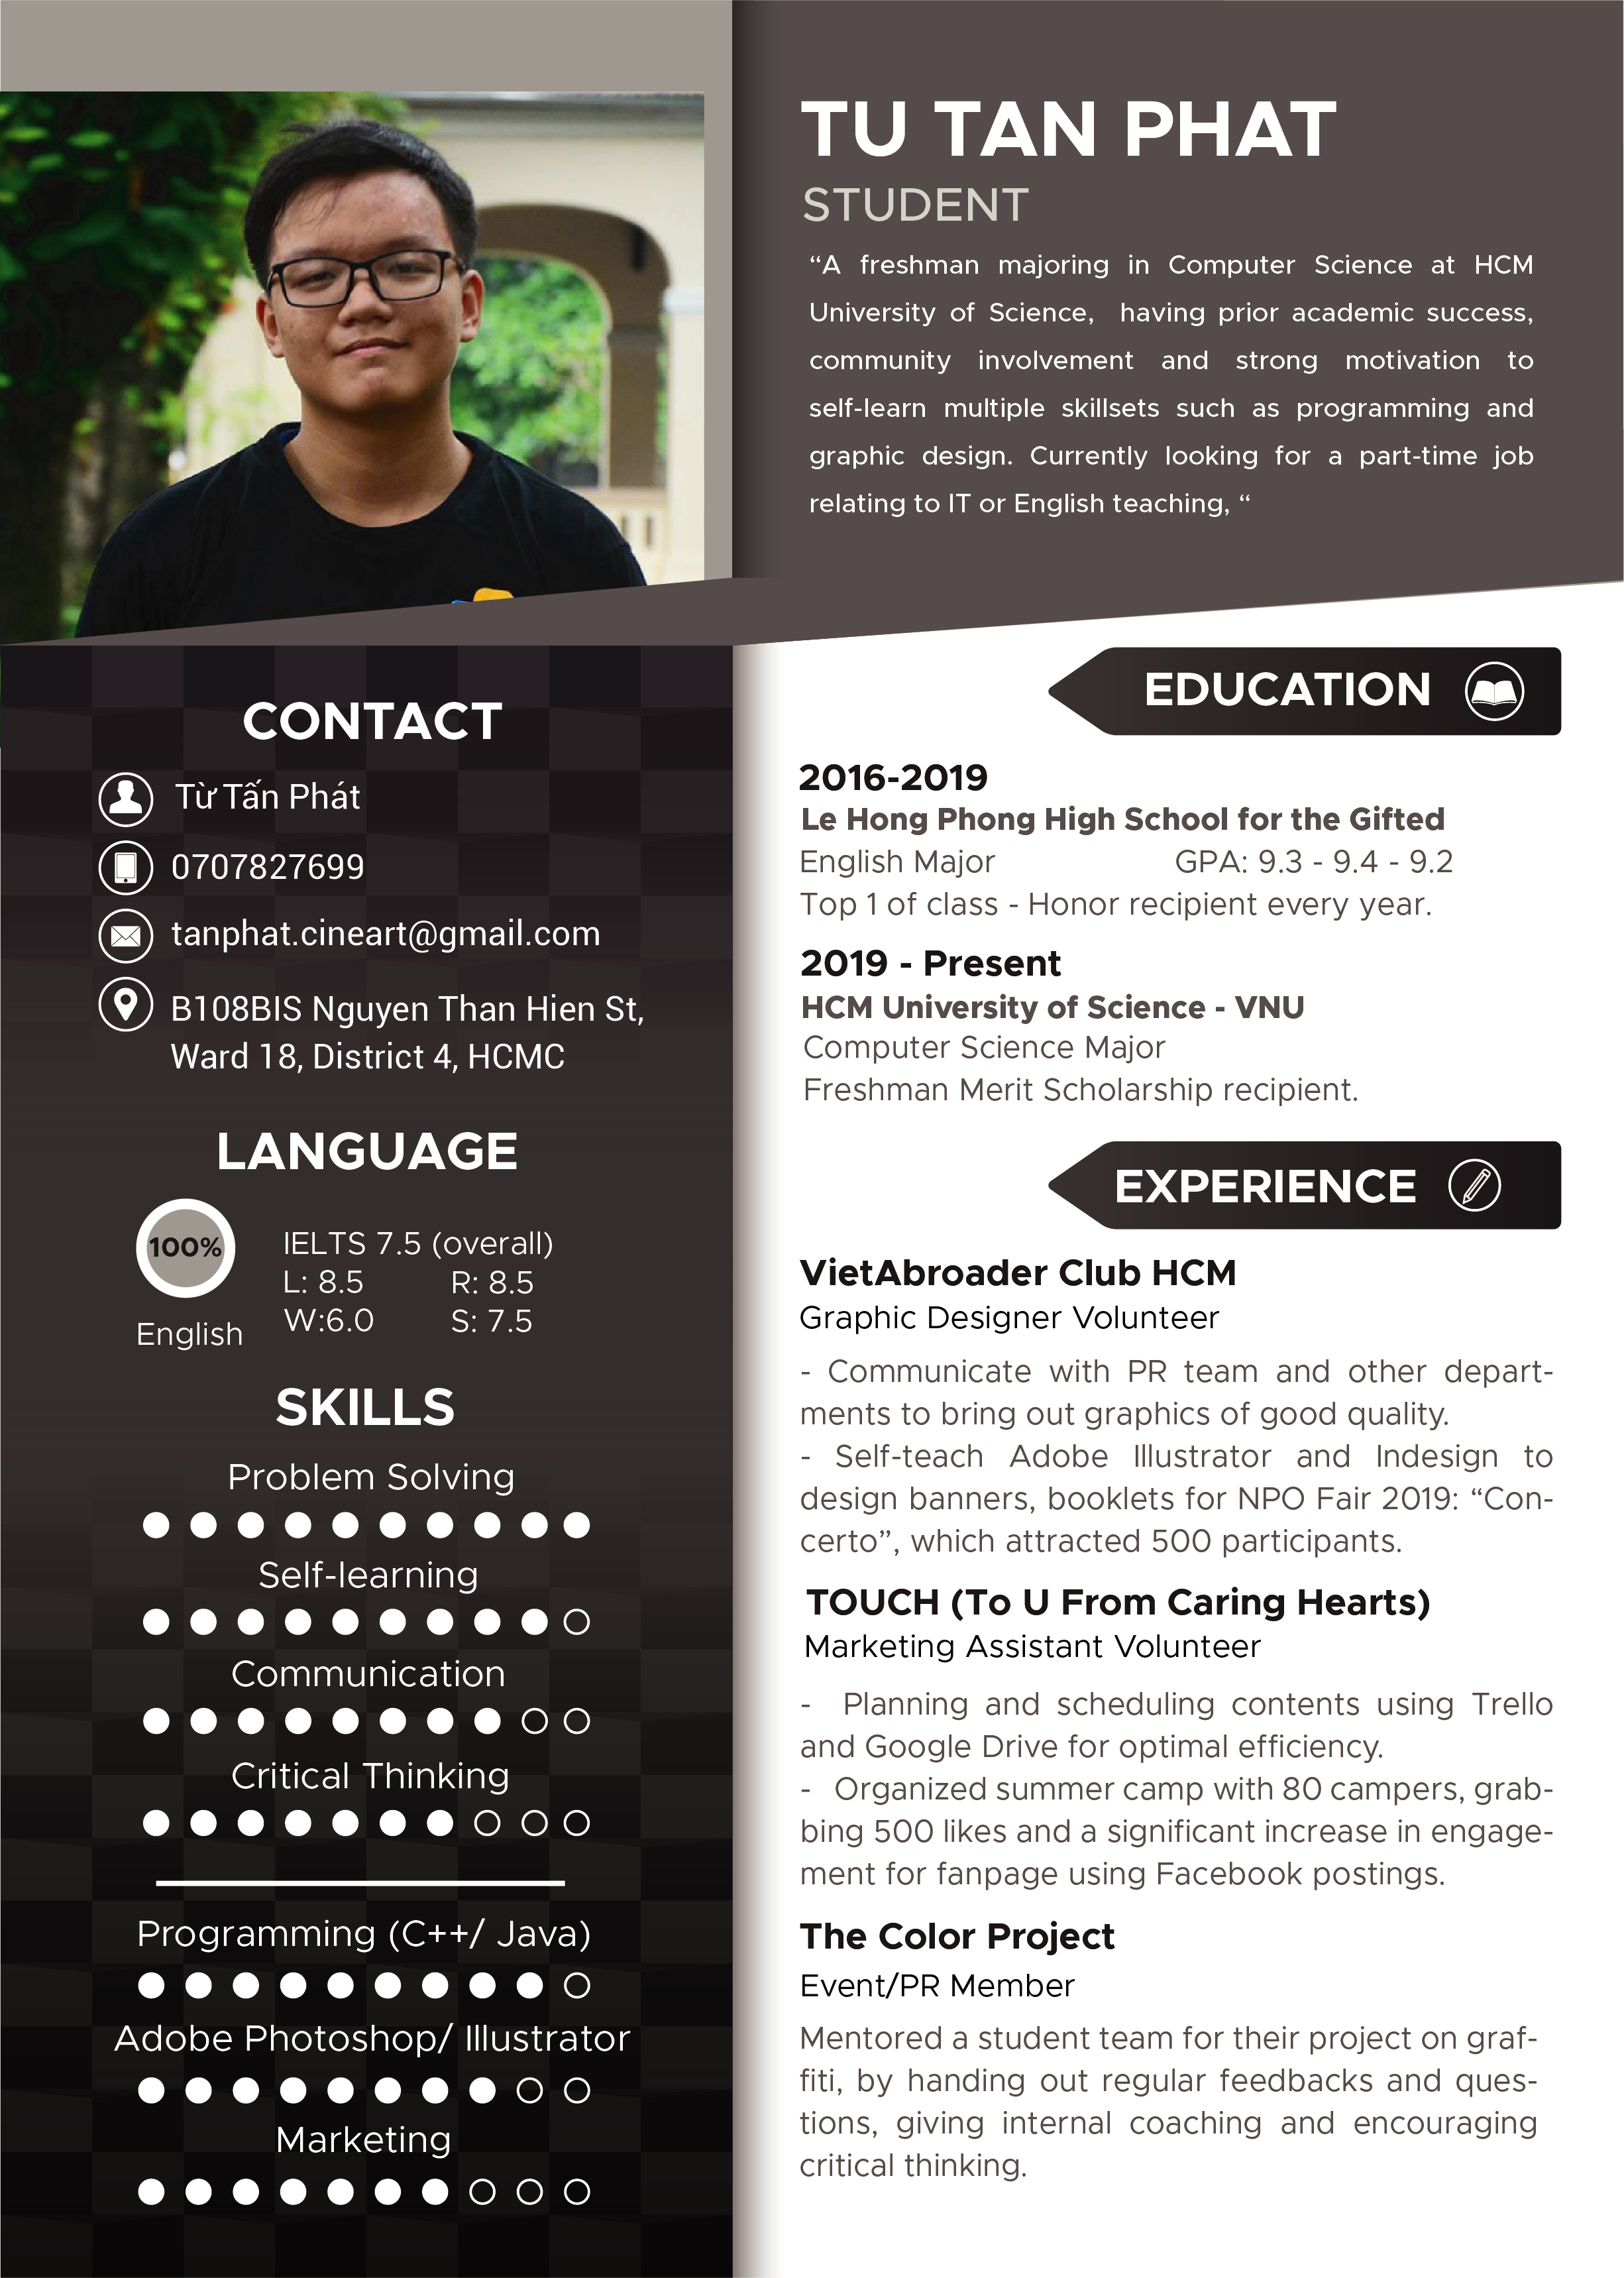 TU TAN PHAT
STUDENT
“A freshman majoring in Computer Science at HCM
University of Science, having prior academic success,
community involvement and strong motivation to
self-learn multiple skillsets such as programming and
graphic design. Currently looking for a part-time job
relating to IT or English teaching, “
CONTACT
Từ Tấn Phát
0707827699
tanphat.cineart@gmail.com
B108BIS Nguyen Than Hien St,
Ward 18, District 4, HCMC
LANGUAGE
100%
English
IELTS 7.5 (overall)
L: 8.5 R: 8.5
W:6.0 S: 7.5
SKILLS
Problem Solving
Self-learning
Communication
Critical Thinking
Programming (C++/ Java)
Adobe Photoshop/ Illustrator
Marketing
EDUCATION
2016-2019
Le Hong Phong High School for the Gifted
English Major GPA: 9.3 - 9.4 - 9.2
Top 1 of class - Honor recipient every year.
2019 - Present
HCM University of Science - VNU
Computer Science Major
Freshman Merit Scholarship recipient.
EXPERIENCE
VietAbroader Club HCM
Graphic Designer Volunteer
- Communicate with PR team and other depart-
ments to bring out graphics of good quality.
- Self-teach Adobe Illustrator and Indesign to
design banners, booklets for NPO Fair 2019: “Con-
certo”, which attracted 500 participants.
TOUCH (To U From Caring Hearts)
Marketing Assistant Volunteer
- Planning and scheduling contents using Trello
and Google Drive for optimal efficiency.
- Organized summer camp with 80 campers, grab-
bing 500 likes and a significant increase in engage-
ment for fanpage using Facebook postings.
The Color Project
Event/PR Member
Mentored a student team for their project on graf-
fiti, by handing out regular feedbacks and ques-
tions, giving internal coaching and encouraging
critical thinking.